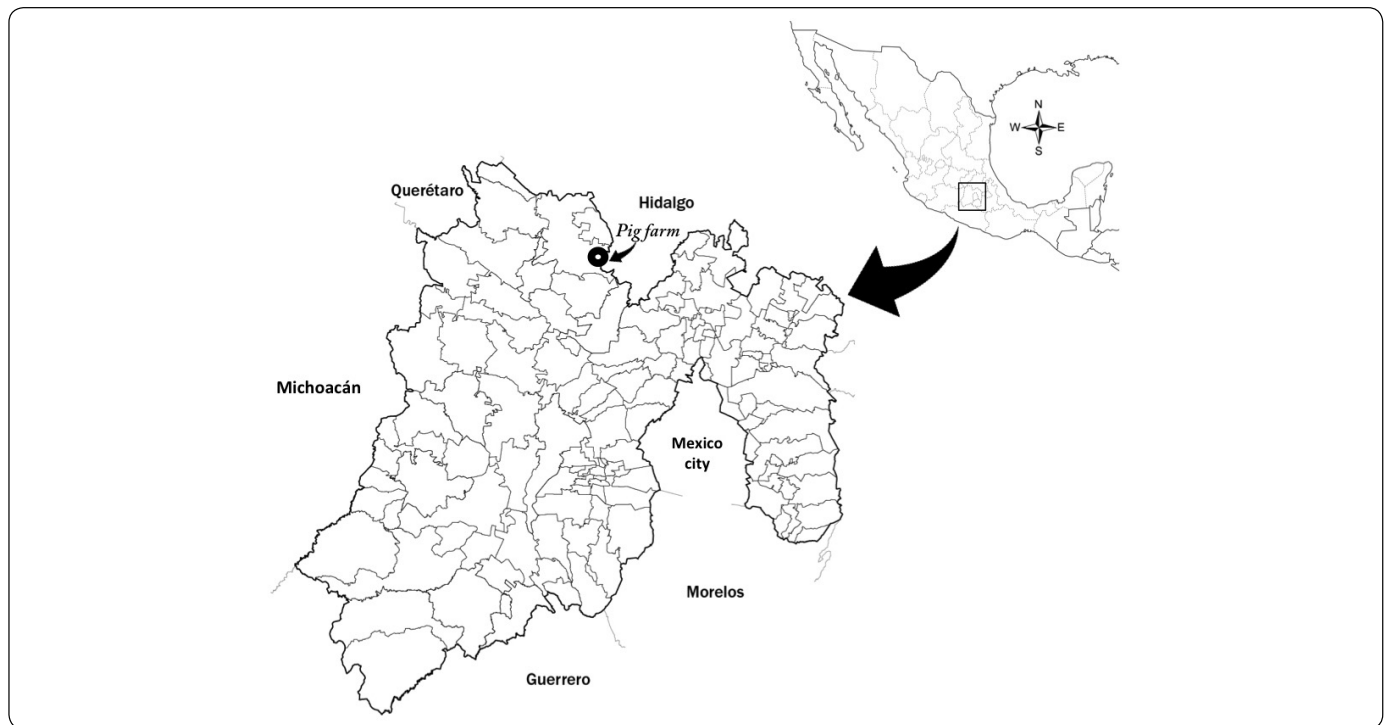 N
W
E
S
Querétaro
Hidalgo
Pig farm
Michoacán
Mexico
city
Morelos
Guerrero